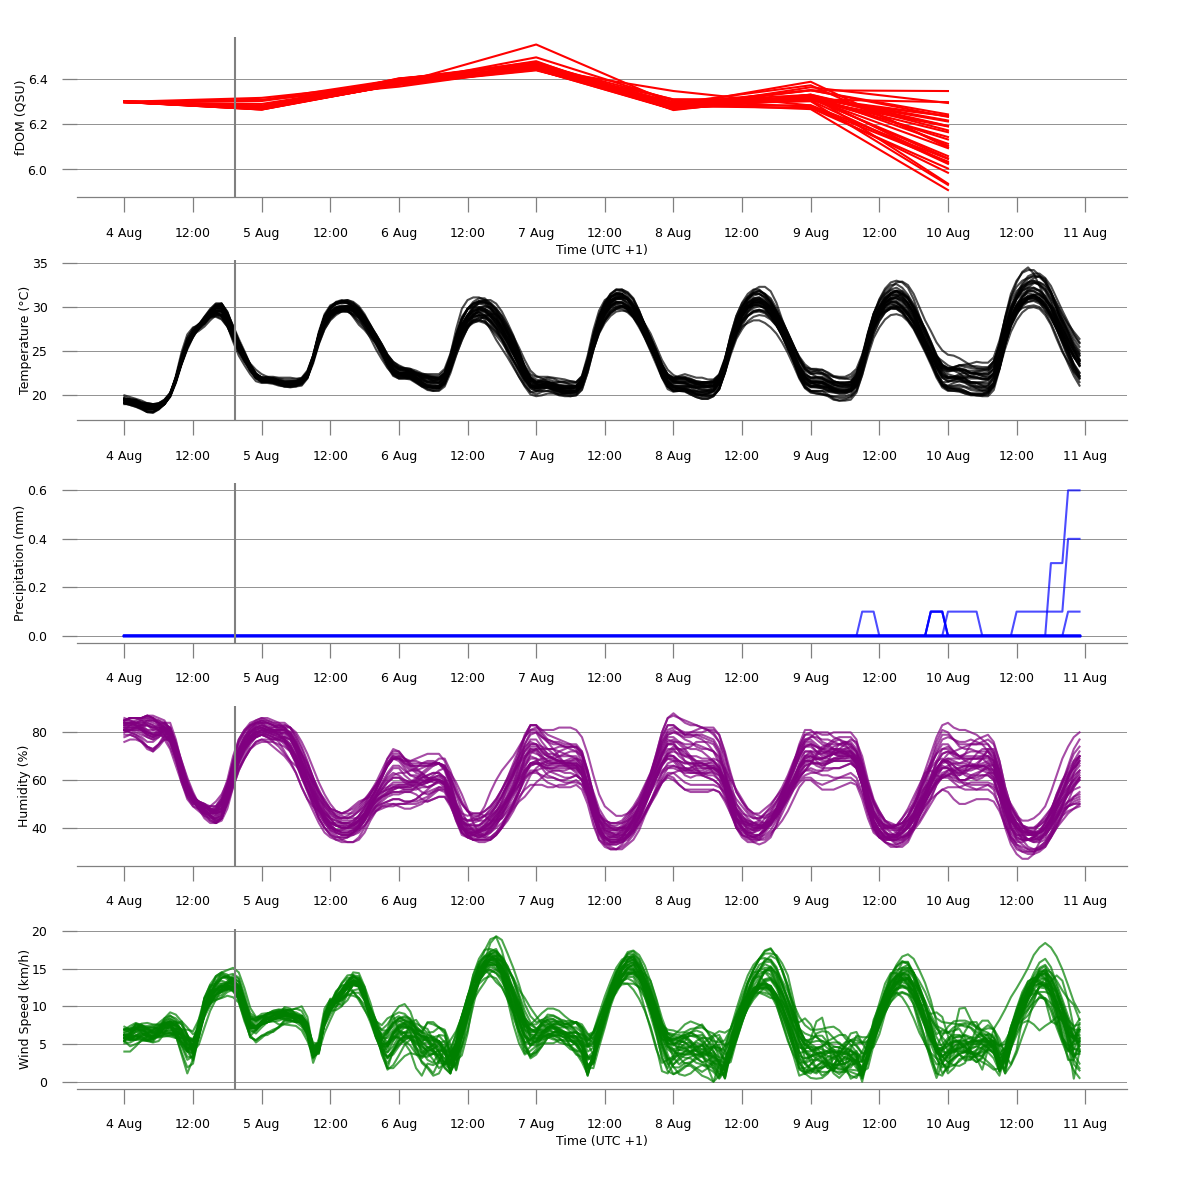 fDOM (QSU)
6.4
6.2
6.0
4 Aug 12:00 5 Aug 12:00 6 Aug 12:00 7 Aug 12:00 8 Aug 12:00 9 Aug 12:00 10 Aug 12:00 11 Aug
Time (UTC +1)
Temperature (°C)
35
30
25
20
4 Aug 12:00 5 Aug 12:00 6 Aug 12:00 7 Aug 12:00 8 Aug 12:00 9 Aug 12:00 10 Aug 12:00 11 Aug
Precipitation (mm)
0.6
0.4
0.2
0.0
4 Aug 12:00 5 Aug 12:00 6 Aug 12:00 7 Aug 12:00 8 Aug 12:00 9 Aug 12:00 10 Aug 12:00 11 Aug
Humidity (%)
80
60
40
4 Aug 12:00 5 Aug 12:00 6 Aug 12:00 7 Aug 12:00 8 Aug 12:00 9 Aug 12:00 10 Aug 12:00 11 Aug
Wind Speed (km/h)
20
15
10
5
0
4 Aug 12:00 5 Aug 12:00 6 Aug 12:00 7 Aug 12:00 8 Aug 12:00 9 Aug 12:00 10 Aug 12:00 11 Aug
Time (UTC +1)